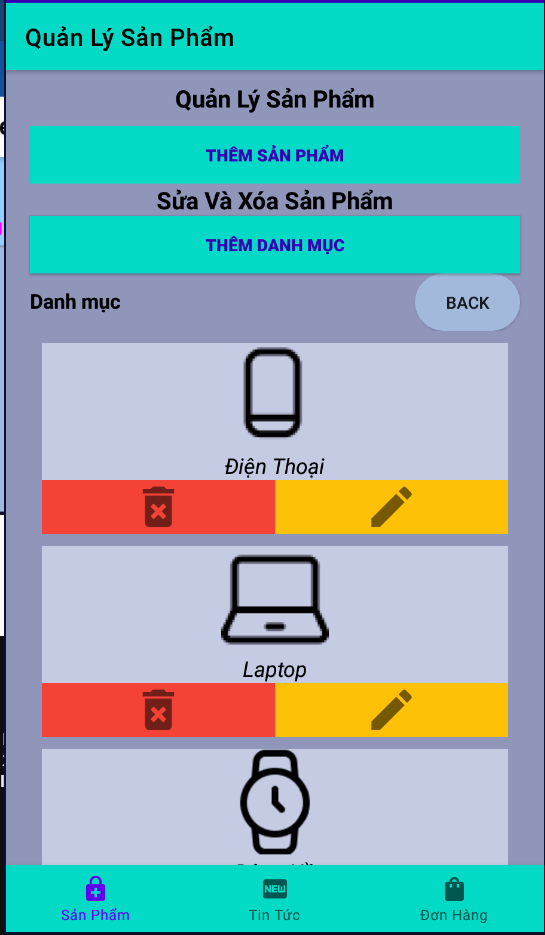 Quản Lý Sản Phẩm
Quản Lý Sản Phẩm
THÊM SẢN PHẨM
Sửa Và Xóa Sản Phẩm
THÊM DANH MỤC
Danh mục
BACK
Điện Thoại
Laptop
NEW
Sản Phẩm
Tin Tức
Đơn Hàng